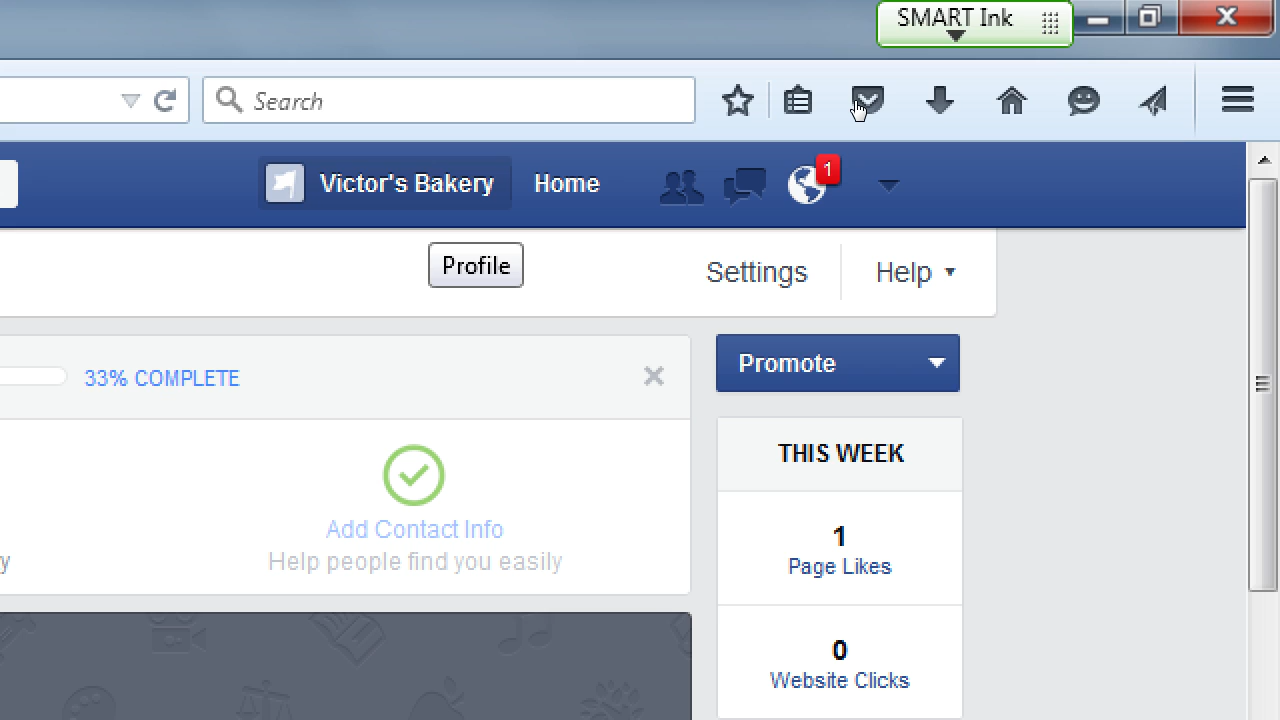 SMART Ink
Search
Victor's Bakery
Home
1
Profile
Settings
Help
33% COMPLETE
Promote
THIS WEEK
Add Contact Info
Help people find you easily
y
1
Page Likes
0
Website Clicks